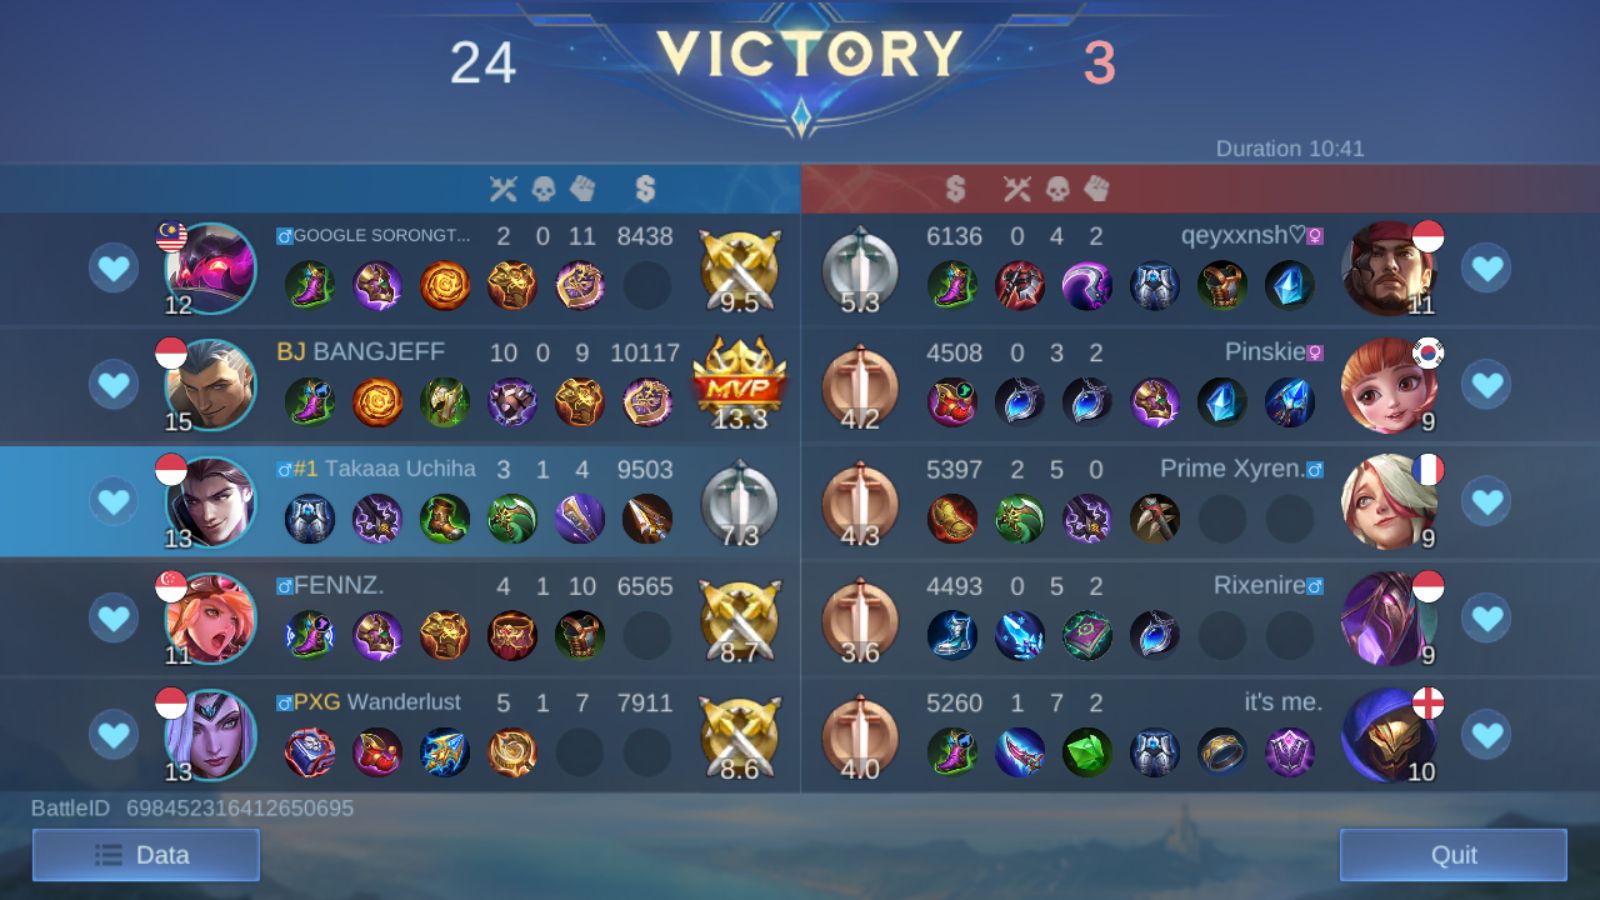 24 VICTORY 3
Duration 10:41
12 GOOGLE SORONGT... 2 0 11 8438 9.5
5.3 6136 0 4 2 qeyxxnsh♡ 11
15 BJ BANGJEFF 10 0 9 10117 MVP 13.3
4.2 4508 0 3 2 Pinskie 9
13 #1 Takaaa Uchiha 3 1 4 9503 7.3
4.3 5397 2 5 0 Prime Xyren. 9
11 FENNZ. 4 1 10 6565 8.7
3.6 4493 0 5 2 Rixenire 9
13 PXG Wanderlust 5 1 7 7911 8.6
4.0 5260 1 7 2 it's me. 10
BattleID 698452316412650695
Data
Quit